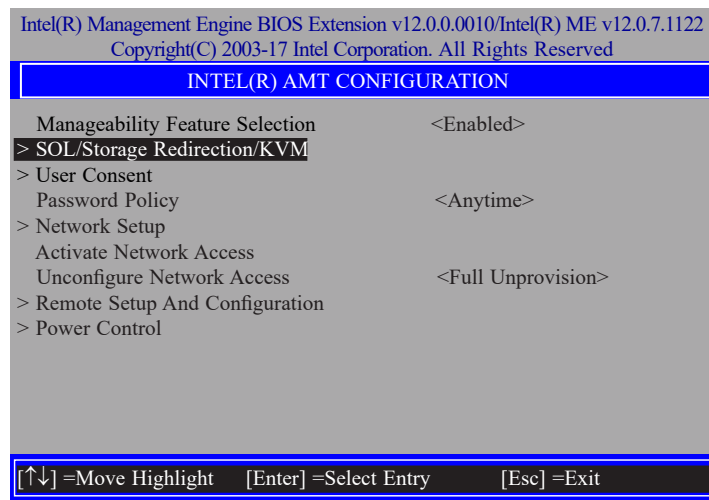 Intel(R) Management Engine BIOS Extension v12.0.0.0010/Intel(R) ME v12.0.7.1122
Copyright(C) 2003-17 Intel Corporation. All Rights Reserved
INTEL(R) AMT CONFIGURATION
Manageability Feature Selection <Enabled>
> SOL/Storage Redirection/KVM
> User Consent
Password Policy <Anytime>
> Network Setup
Activate Network Access
Unconfigure Network Access <Full Unprovision>
> Remote Setup And Configuration
> Power Control
[↑↓] =Move Highlight [Enter] =Select Entry [Esc] =Exit